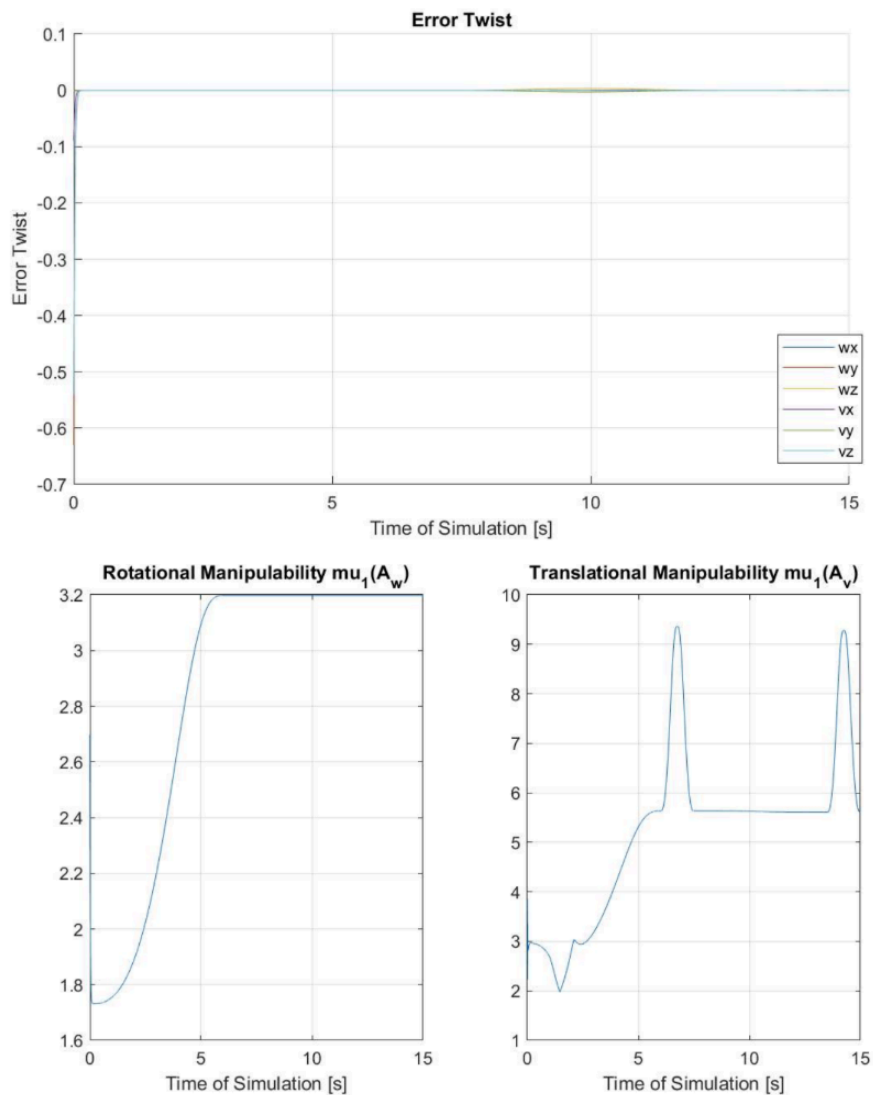 Error Twist
0.1
0
-0.1
-0.2
-0.3
-0.4
-0.5
-0.6
-0.7
Error Twist
wx
wy
wz
vx
vy
vz
0 5 10 15
Time of Simulation [s]
Rotational Manipulability mu_1(A_w)
3.2
3
2.8
2.6
2.4
2.2
2
1.8
1.6
0 5 10 15
Time of Simulation [s]
Translational Manipulability mu_1(A_v)
10
9
8
7
6
5
4
3
2
1
0 5 10 15
Time of Simulation [s]